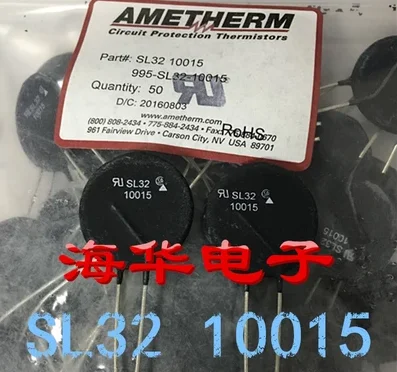 AMETHERM
Circuit Protection Thermistors
Part#: SL32 10015
995-SL32-10015
Quantity: 50
D/C: 20160803
RoHS
www.ametherm.com
(800) 808-2434 • 775-884-2434 •
961 Fairview Drive • Carson City, NV USA 89701
SL32
10015
SL32
10015
10015
海华电子
SL32 10015